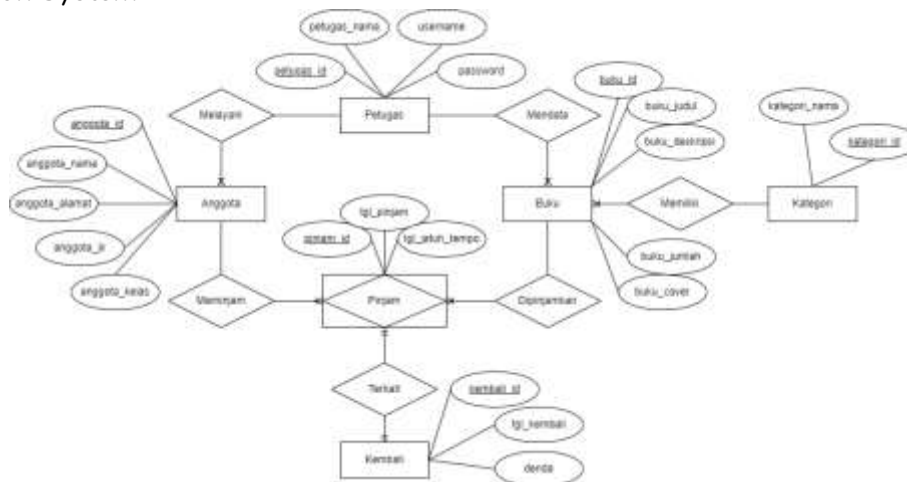 petugas_nama
username
petugas_id
password
Melayani
Petugas
Mendata
buku_id
buku_judul
buku_deskripsi
kategori_nama
kategori_id
anggota_id
anggota_nama
anggota_alamat
anggota_kelas
Anggota
Buku
Memiliki
Kategori
tgl_pinjam
pinjam_id
tgl_jatuh_tempo
buku_jumlah
buku_cover
Meminjam
Pinjam
Dipinjamkan
Terkait
kembali_id
tgl_kembali
denda
Kembali